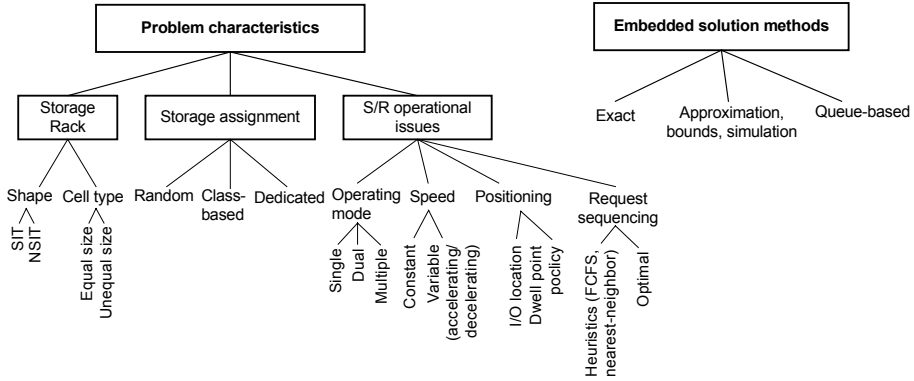 Problem characteristics
Embedded solution methods
Storage
Rack
Storage assignment
S/R operational
issues
Exact
Approximation,
bounds, simulation
Queue-based
Shape
Cell type
Random
Class-
based
Dedicated
Operating
mode
Speed
Positioning
Request
sequencing
SIT
NSIT
Equal size
Unequal size
Single
Dual
Multiple
Constant
Variable
(accelerating/
decelerating)
I/O location
Dwell point
pocilcy
Heuristics (FCFS,
nearest-neighbor)
Optimal